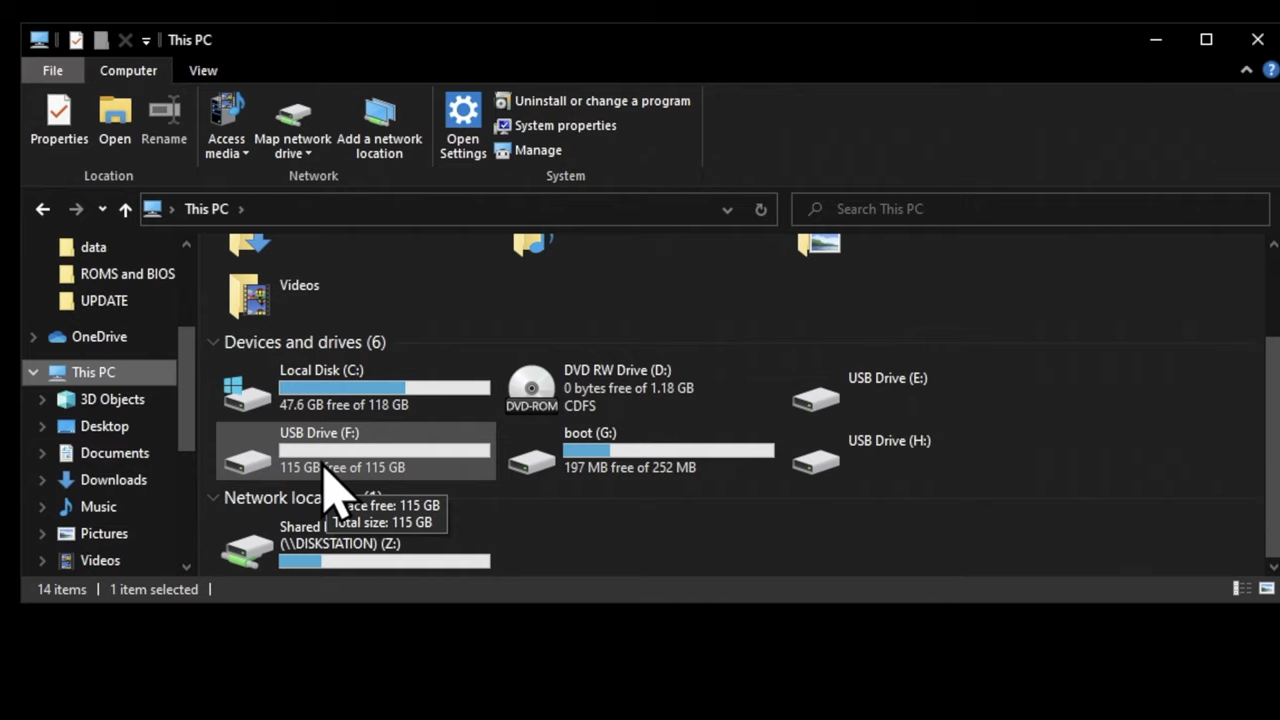 This PC
File
Computer
View
Properties
Open
Rename
Access
media
Map network
drive
Add a network
location
Open
Settings
Uninstall or change a program
System properties
Manage
Location
Network
System
This PC
Search This PC
data
ROMS and BIOS
UPDATE
OneDrive
This PC
3D Objects
Desktop
Documents
Downloads
Music
Pictures
Videos
Videos
Devices and drives (6)
Local Disk (C:)
47.6 GB free of 118 GB
DVD RW Drive (D:)
0 bytes free of 1.18 GB
CDFS
DVD-ROM
USB Drive (E:)
USB Drive (F:)
115 GB free of 115 GB
boot (G:)
197 MB free of 252 MB
USB Drive (H:)
Network
free: 115 GB
Total size: 115 GB
Shared
(\\DISKSTATION) (Z:)
14 items
1 item selected